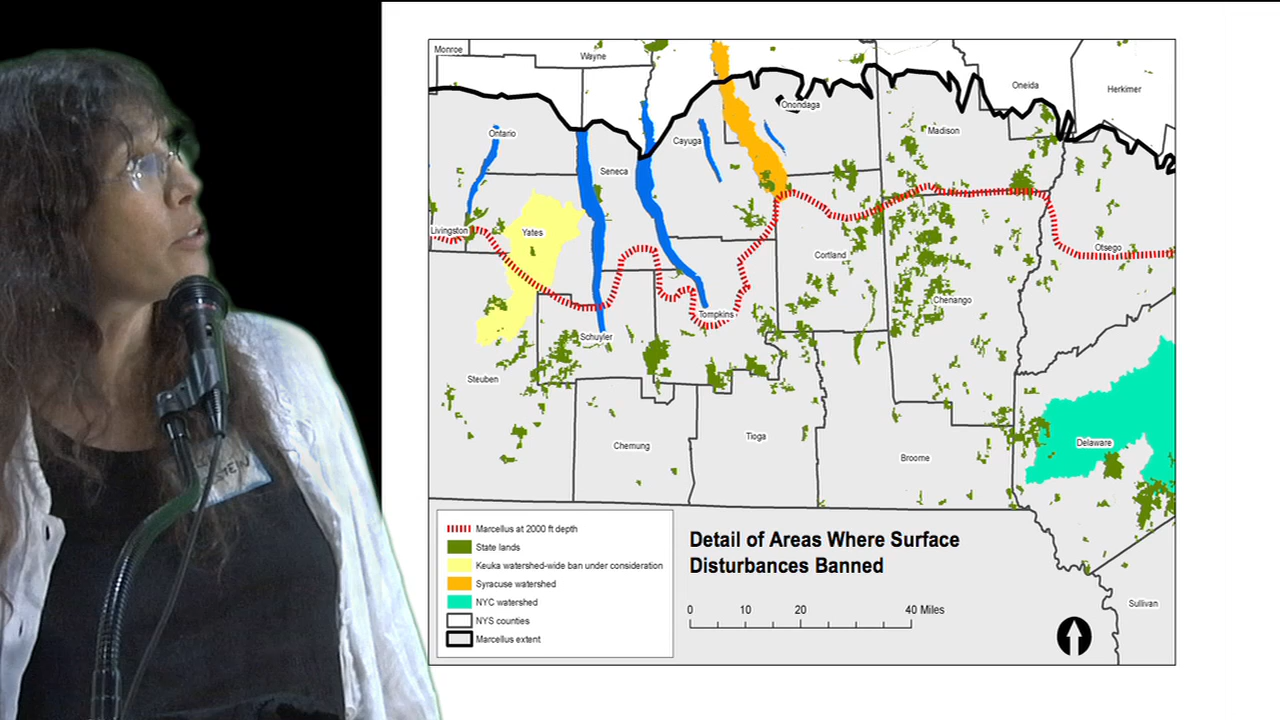 Monroe
Wayne
Oneida
Herkimer
Onondaga
Ontario
Cayuga
Madison
Seneca
Livingston
Yates
Cortland
Otsego
Chenango
Tompkins
Schuyler
Steuben
Delaware
Chemung
Tioga
Broome
Sullivan
Marcellus at 2000 ft depth
State lands
Keuka watershed-wide ban under consideration
Syracuse watershed
NYC watershed
NYS counties
Marcellus extent
Detail of Areas Where Surface
Disturbances Banned
0 10 20 40 Miles